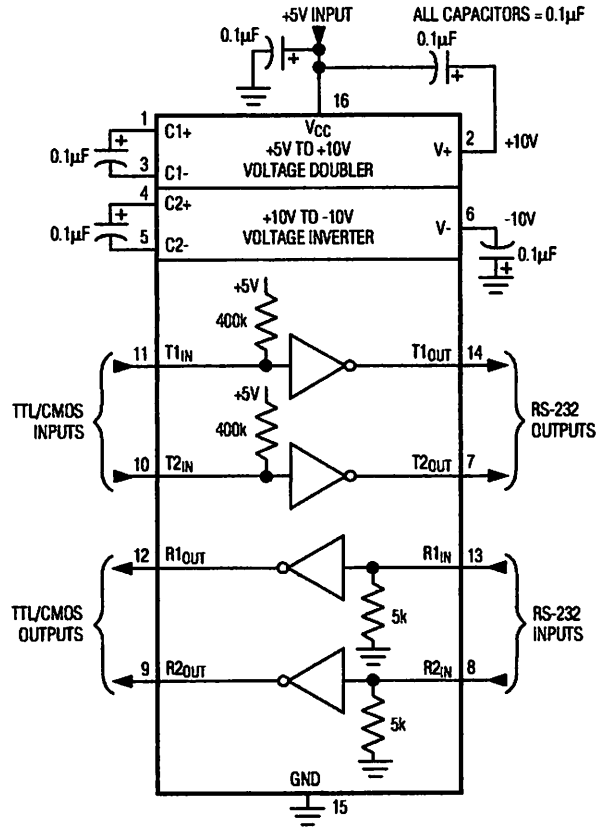 +5V INPUT
ALL CAPACITORS = 0.1µF
0.1µF
+
0.1µF
+
16
1
C1+
VCC
2
+10V
+
+5V TO +10V
V+
0.1µF
3
C1-
VOLTAGE DOUBLER
4
C2+
+
+10V TO -10V
6
-10V
0.1µF
5
C2-
VOLTAGE INVERTER
V-
0.1µF
+
+5V
400k
11
T1IN
T1OUT
14
+5V
TTL/CMOS
INPUTS
RS-232
OUTPUTS
400k
10
T2IN
T2OUT
7
12
R1OUT
R1IN
13
5k
TTL/CMOS
OUTPUTS
RS-232
INPUTS
9
R2OUT
R2IN
8
5k
GND
15